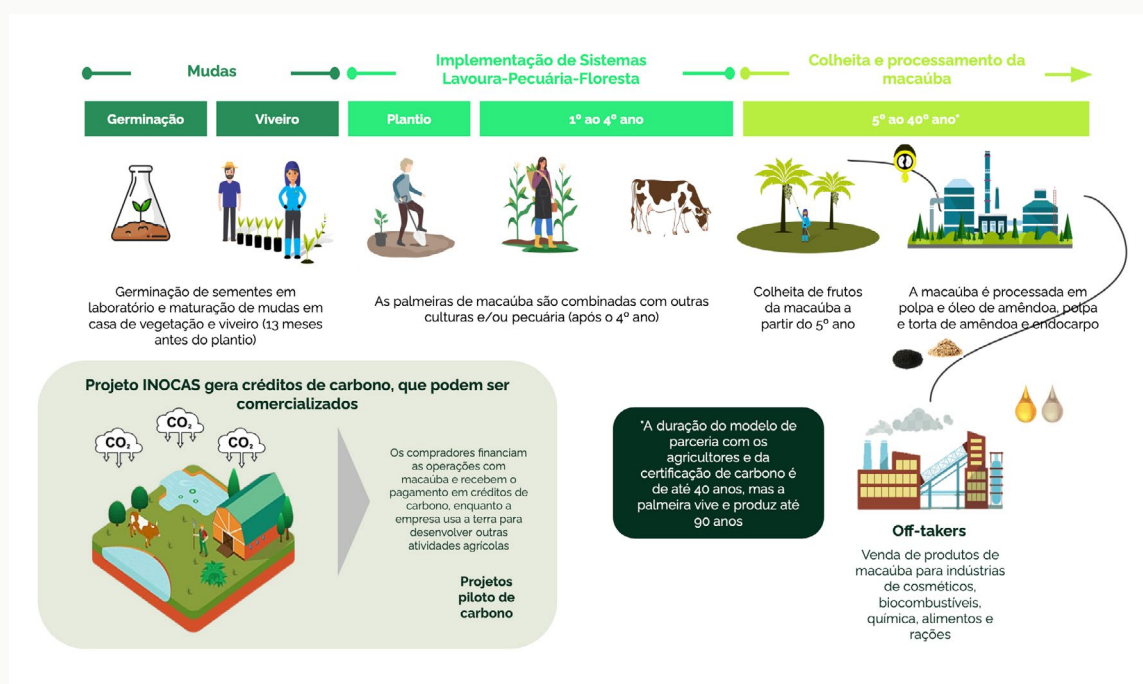 Mudas
Implementação de Sistemas
Lavoura-Pecuária-Floresta
Colheita e processamento da
macaúba
Germinação
Viveiro
Plantio
1º ao 4º ano
5º ao 40º ano*
Germinação de sementes em
laboratório e maturação de mudas em
casa de vegetação e viveiro (13 meses
antes do plantio)
As palmeiras de macaúba são combinadas com outras
culturas e/ou pecuária (após o 4º ano)
Colheita de frutos
da macaúba a
partir do 5º ano
A macaúba é processada em
polpa e óleo de amêndoa, polpa
e torta de amêndoa e endocarpo
Projeto INOCAS gera créditos de carbono, que podem ser
comercializados
CO₂
CO₂
CO₂
Os compradores financiam
as operações com
macaúba e recebem o
pagamento em créditos de
carbono, enquanto a
empresa usa a terra para
desenvolver outras
atividades agrícolas
Projetos
piloto de
carbono
*A duração do modelo de
parceria com os
agricultores e da
certificação de carbono é
de até 40 anos, mas a
palmeira vive e produz até
90 anos
Off-takers
Venda de produtos de
macaúba para indústrias
de cosméticos,
biocombustíveis,
química, alimentos e
rações